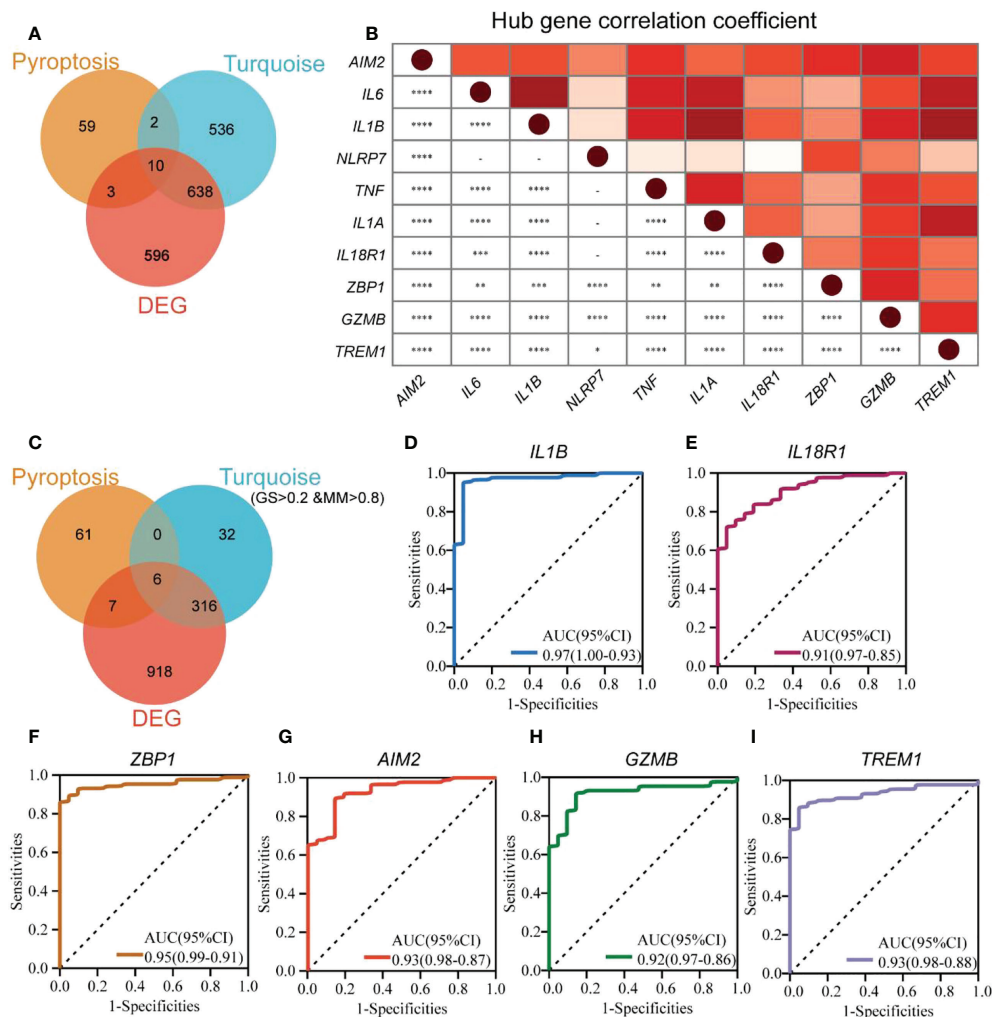 A
Pyroptosis
Turquoise
59
2
536
10
3
638
596
DEG
Hub gene correlation coefficient
B
AIM2
IL6 ****
IL1B **** ****
NLRP7 **** - -
TNF **** **** **** -
IL1A **** **** **** - ****
IL18R1 **** *** **** - **** ****
ZBP1 **** ** *** **** ** ** ****
GZMB **** **** **** **** **** **** **** ****
TREM1 **** **** **** * **** **** **** **** ****
AIM2 IL6 IL1B NLRP7 TNF IL1A IL18R1 ZBP1 GZMB TREM1
C
Pyroptosis
Turquoise
(GS>0.2 &MM>0.8)
61
0
32
6
7
316
918
DEG
D
IL1B
Sensitivities
1.0
0.8
0.6
0.4
0.2
0.0
AUC(95%CI)
0.97(1.00-0.93)
0.0 0.2 0.4 0.6 0.8 1.0
1-Specificities
E
IL18R1
Sensitivities
1.0
0.8
0.6
0.4
0.2
0.0
AUC(95%CI)
0.91(0.97-0.85)
0.0 0.2 0.4 0.6 0.8 1.0
1-Specificities
F
ZBP1
Sensitivities
1.0
0.8
0.6
0.4
0.2
0.0
AUC(95%CI)
0.95(0.99-0.91)
0.0 0.2 0.4 0.6 0.8 1.0
1-Specificities
G
AIM2
Sensitivities
1.0
0.8
0.6
0.4
0.2
0.0
AUC(95%CI)
0.93(0.98-0.87)
0.0 0.2 0.4 0.6 0.8 1.0
1-Specificities
H
GZMB
Sensitivities
1.0
0.8
0.6
0.4
0.2
0.0
AUC(95%CI)
0.92(0.97-0.86)
0.0 0.2 0.4 0.6 0.8 1.0
1-Specificities
I
TREM1
Sensitivities
1.0
0.8
0.6
0.4
0.2
0.0
AUC(95%CI)
0.93(0.98-0.88)
0.0 0.2 0.4 0.6 0.8 1.0
1-Specificities